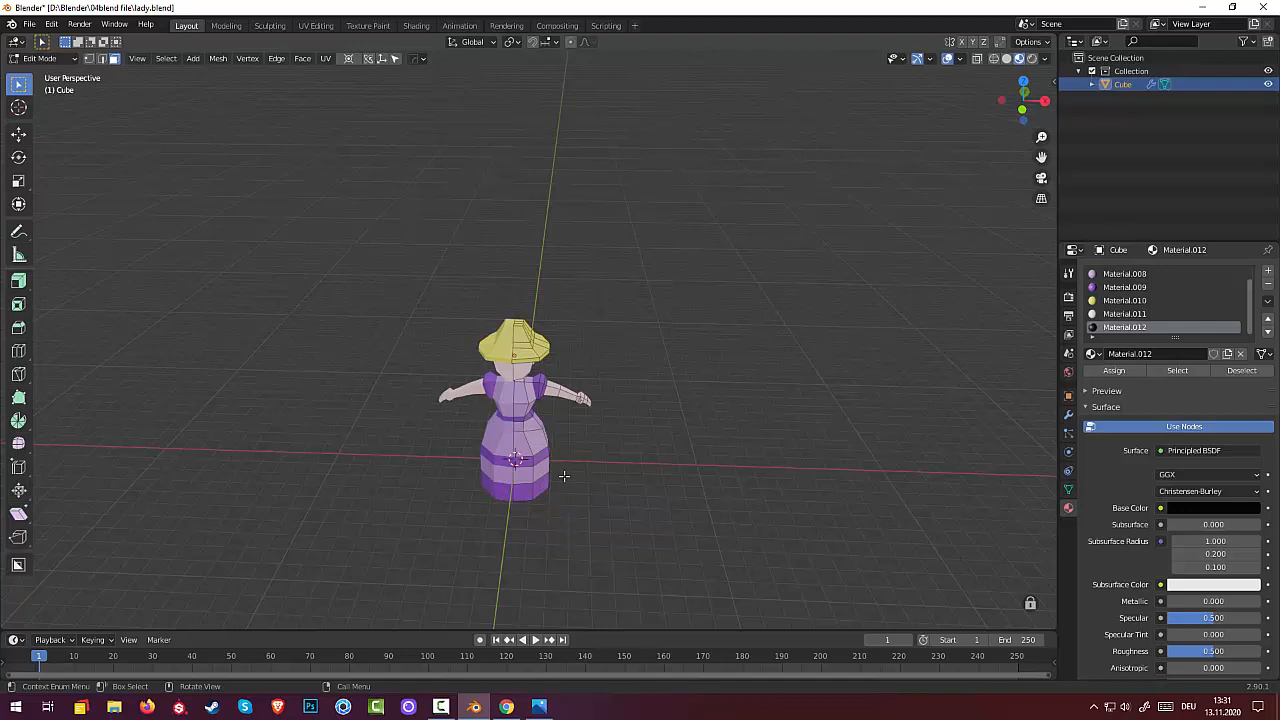 Blender* [D:\Blender\04blend file\lady.blend]
File Edit Render Window Help Layout Modeling Sculpting UV Editing Texture Paint Shading Animation Rendering Compositing Scripting Scene View Layer
Global Options
Edit Mode View Select Add Mesh Vertex Edge Face UV X Y Z
User Perspective
(1) Cube
Scene Collection
Collection
Cube
Z
X
Cube Material.012
Material.008
Material.009
Material.010
Material.011
Material.012
Material.012
Assign Select Deselect
Preview
Surface
Use Nodes
Surface Principled BSDF
GGX
Christensen-Burley
Base Color
Subsurface 0.000
Subsurface Radius 1.000
0.200
0.100
Subsurface Color
Metallic 0.000
Specular 0.500
Specular Tint 0.000
Roughness 0.500
Anisotropic 0.000
Playback Keying View Marker 1 Start 1 End 250
1 10 20 30 40 50 60 70 80 90 100 110 120 130 140 150 160 170 180 190 200 210 220 230 240 250
Context Enum Menu Box Select Rotate View Call Menu 2.90.1
DEU 13:31
13.11.2020